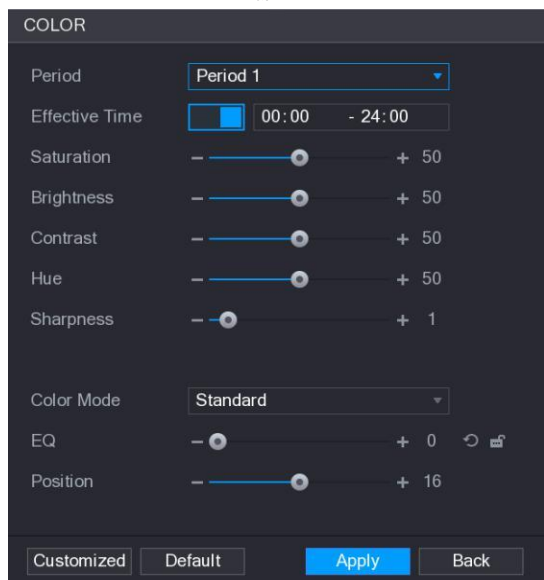 COLOR
Period Period 1
Effective Time 00:00 - 24:00
Saturation 50
Brightness 50
Contrast 50
Hue 50
Sharpness 1
Color Mode Standard
EQ 0
Position 16
Customized Default Apply Back